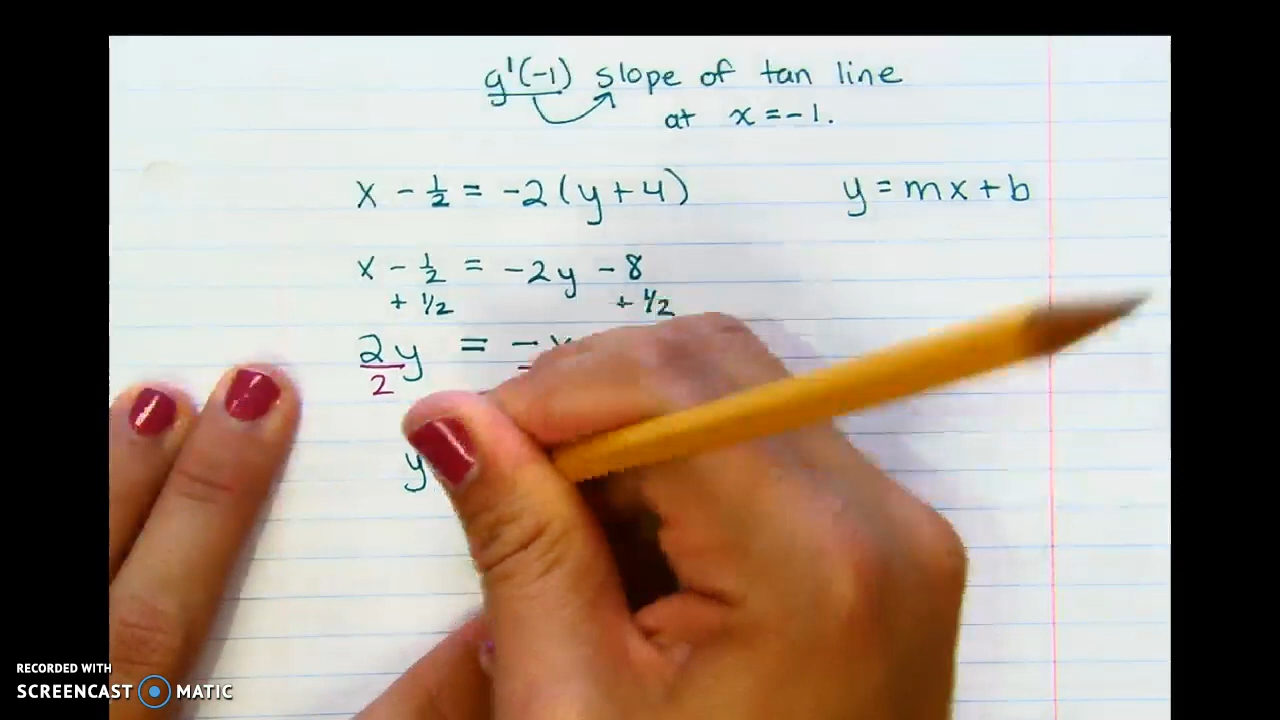 g'(-1) slope of tan line
at x = -1.
x - 1/2 = -2(y + 4)
y = mx + b
x - 1/2 = -2y - 8
+ 1/2 + 1/2
2y = -x
2
y
RECORDED WITH
SCREENCAST MATIC